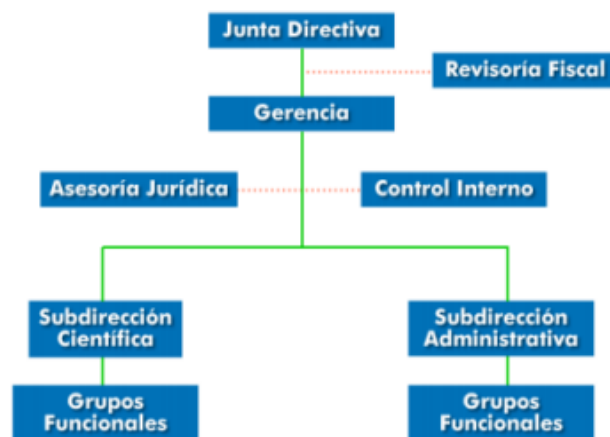 Junta Directiva
Revisoría Fiscal
Gerencia
Asesoría Jurídica
Control Interno
Subdirección
Científica
Subdirección
Administrativa
Grupos
Funcionales
Grupos
Funcionales